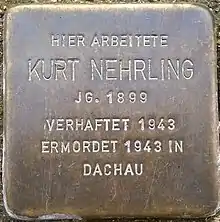 HIER ARBEITETE
KURT NEHRLING
JG. 1899
VERHAFTET 1943
ERMORDET 1943 IN
DACHAU